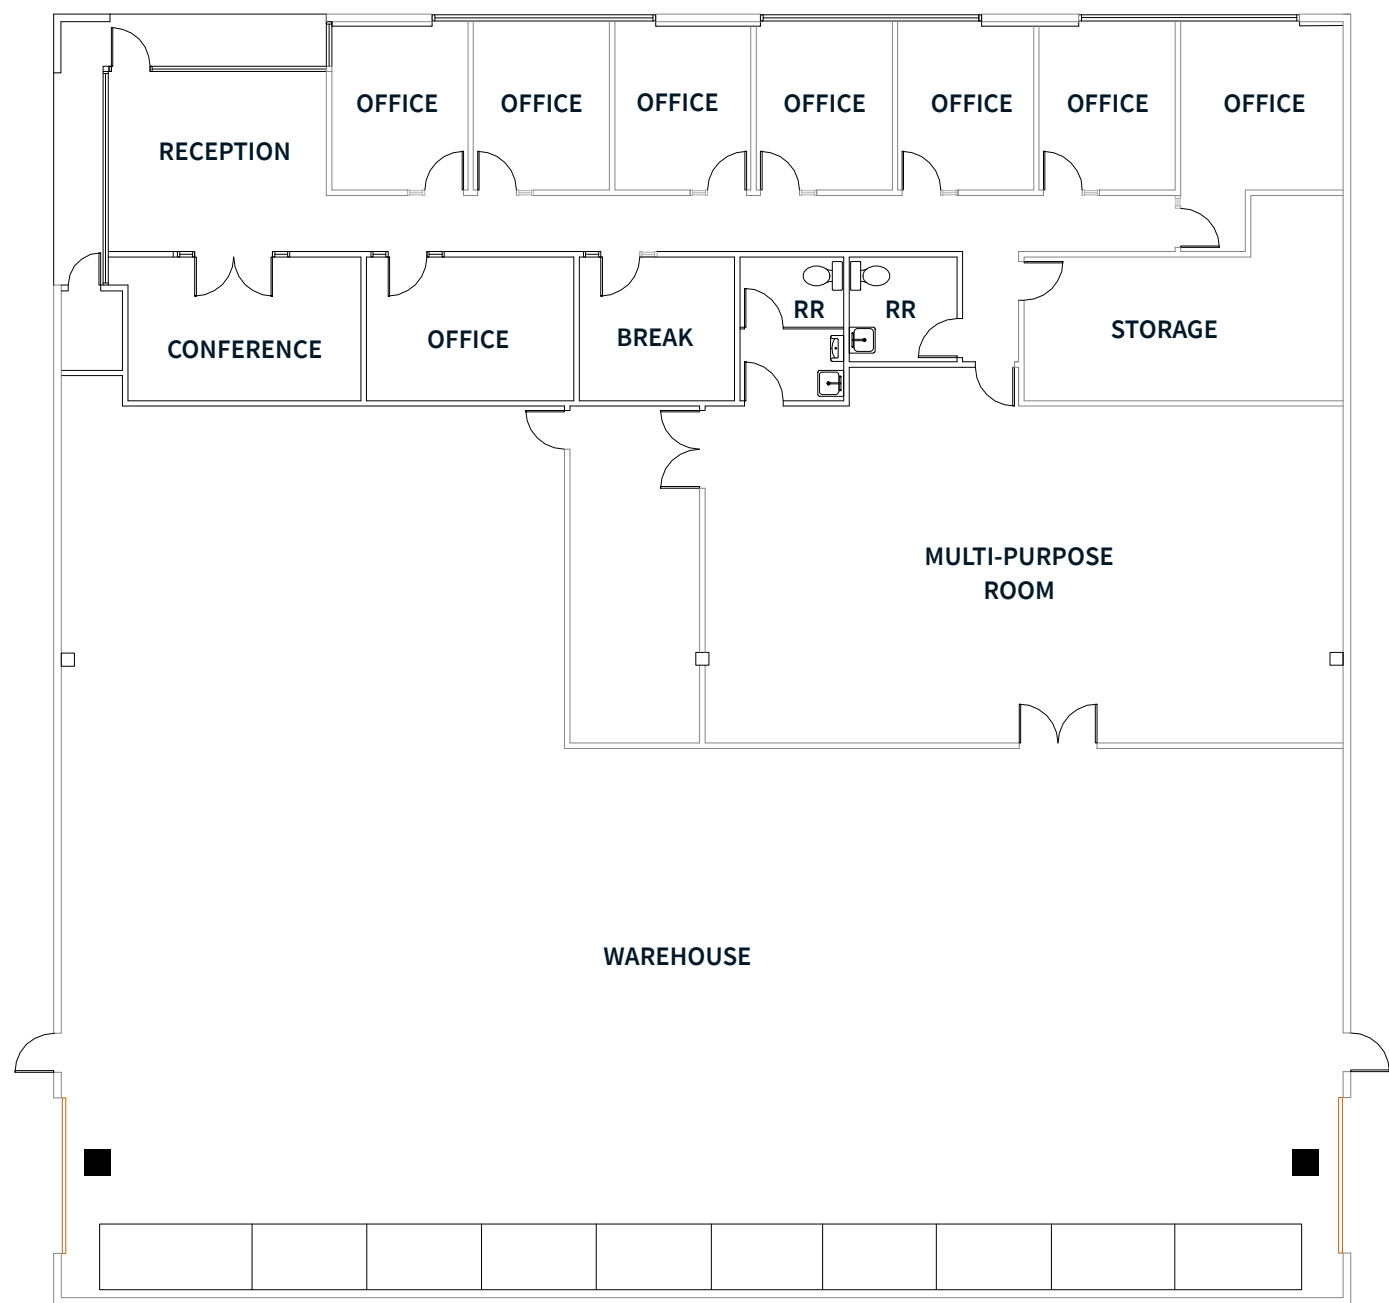 OFFICE
OFFICE
OFFICE
OFFICE
OFFICE
OFFICE
OFFICE
RECEPTION
RR
RR
STORAGE
CONFERENCE
OFFICE
BREAK
MULTI-PURPOSE
ROOM
WAREHOUSE